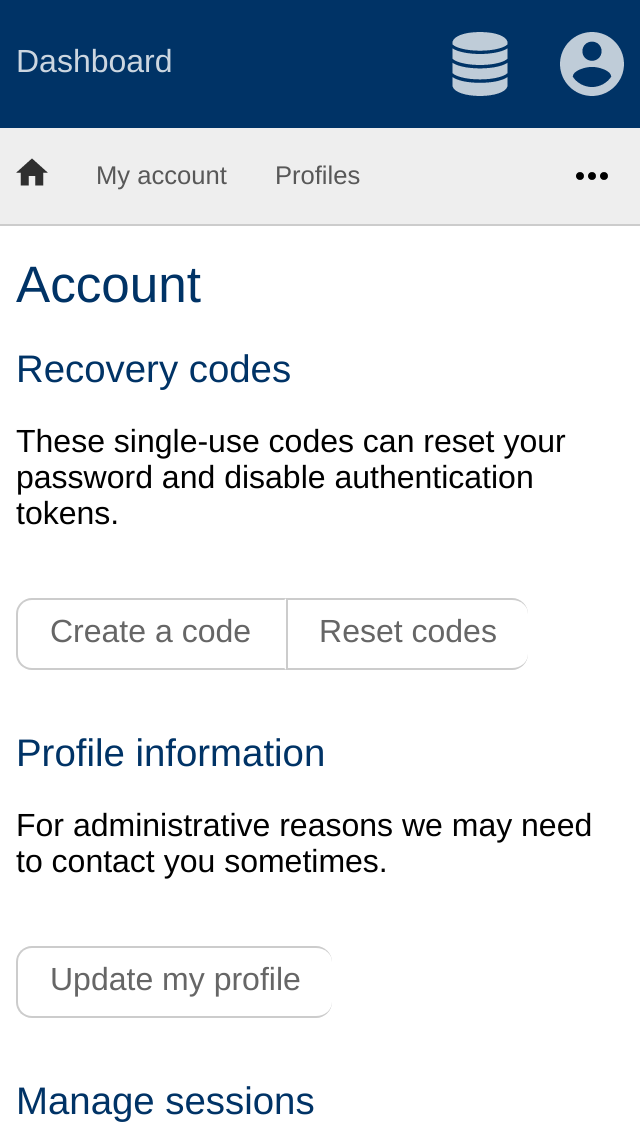 Dashboard
My account Profiles
Account
Recovery codes
These single-use codes can reset your
password and disable authentication
tokens.
Create a code Reset codes
Profile information
For administrative reasons we may need
to contact you sometimes.
Update my profile
Manage sessions